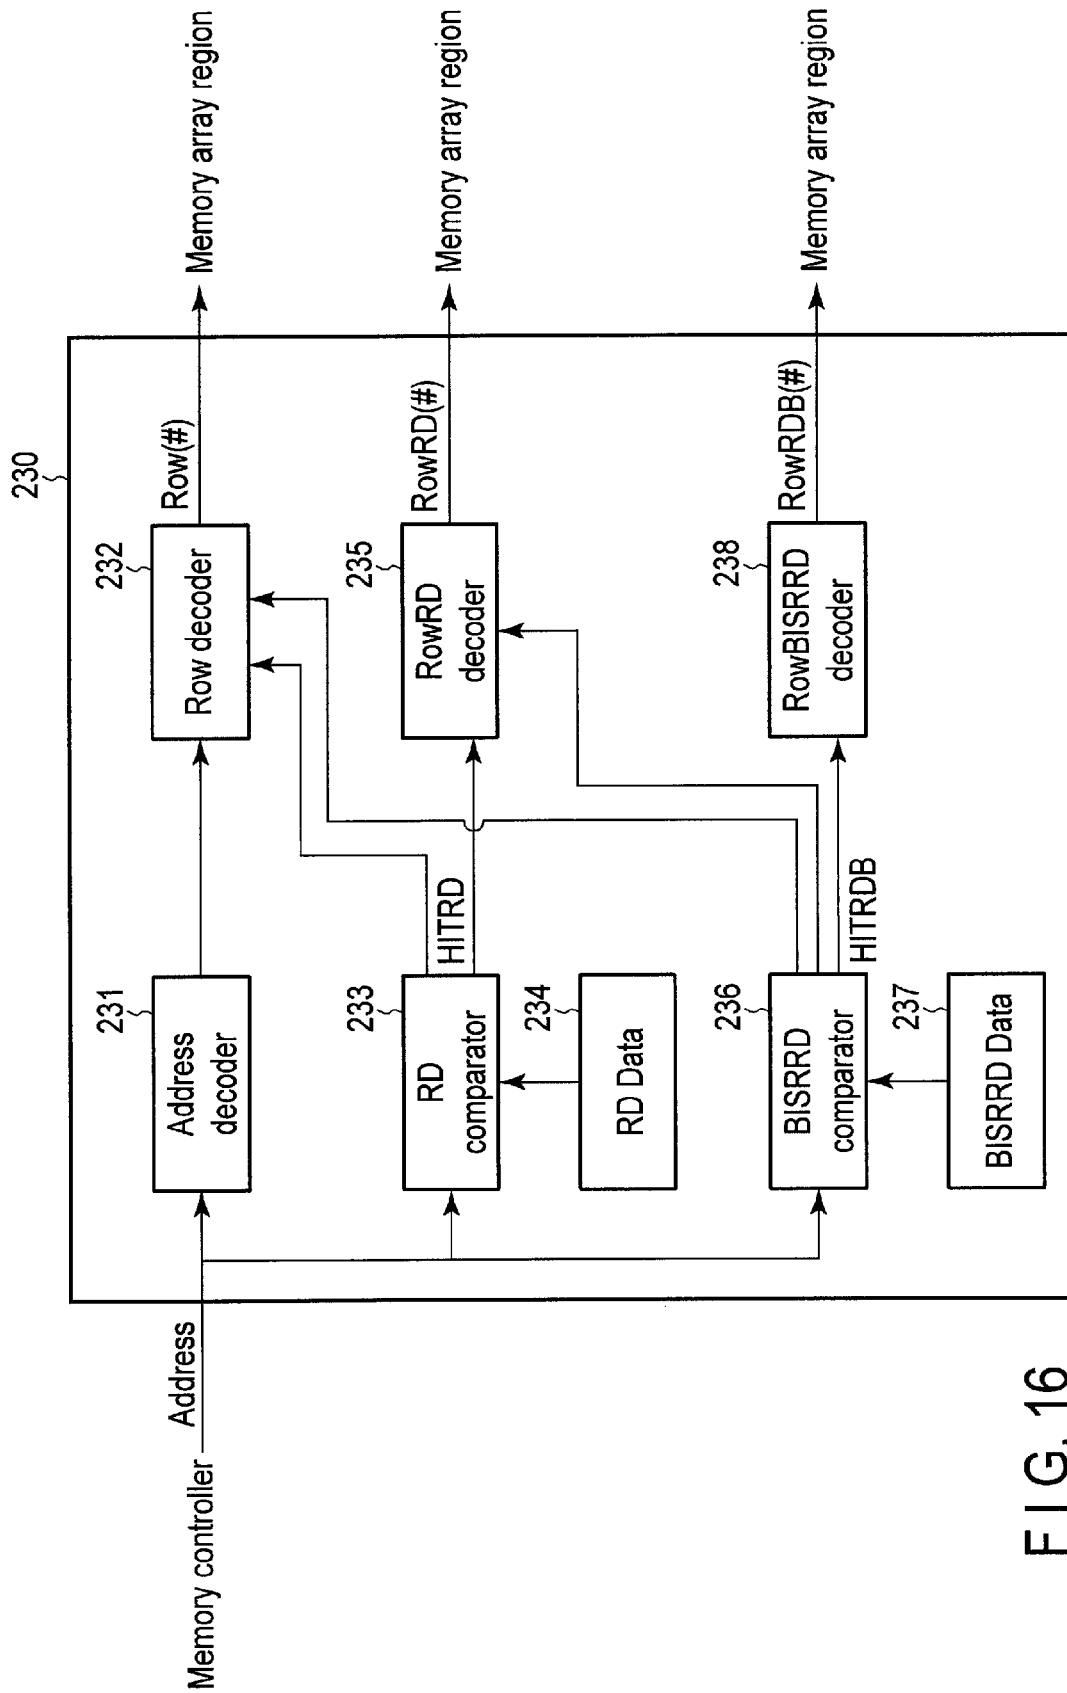 230
Memory controller
Address
231
Address
decoder
232
Row decoder
Row(#)
Memory array region
233
RD
comparator
HITRD
235
RowRD
decoder
RowRD(#)
Memory array region
234
RD Data
236
BISRRD
comparator
HITRDB
238
RowBISRRD
decoder
RowRDB(#)
Memory array region
237
BISRRD Data
FIG. 16